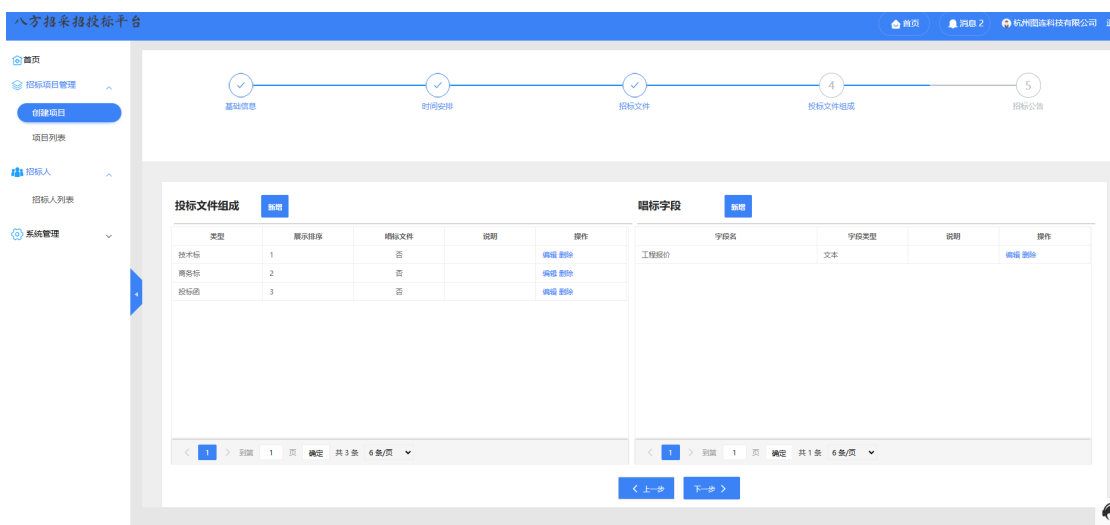 八方招采招投标平台
首页 消息 2 杭州图连科技有限公司
首页
招标项目管理
创建项目
项目列表
招标人
招标人列表
系统管理
4 5
基础信息 时间安排 招标文件 投标文件组成 招标公告
投标文件组成 新增
类型 展示排序 唱标文件 说明 操作
技术标 1 否 编辑 删除
商务标 2 否 编辑 删除
投标函 3 否 编辑 删除
< 1 > 到第 1 页 确定 共 3 条 6 条/页
唱标字段 新增
字段名 字段类型 说明 操作
工程报价 文本 编辑 删除
< 1 > 到第 1 页 确定 共 1 条 6 条/页
< 上一步 下一步 >